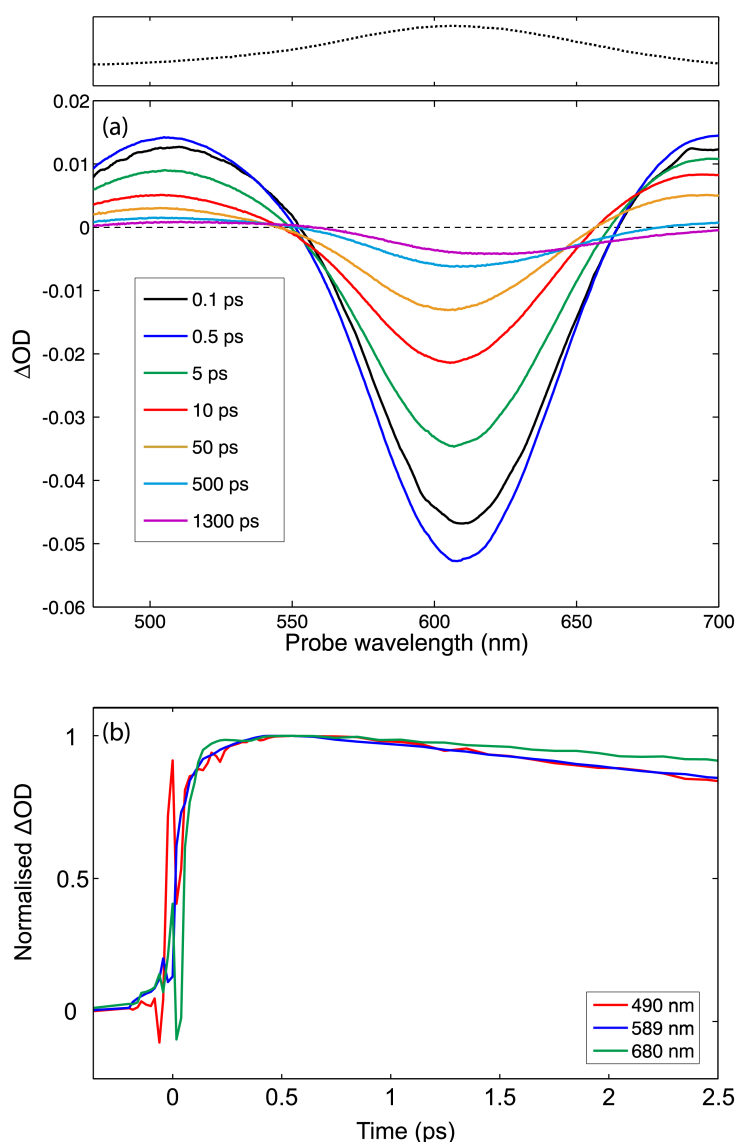 0.02
(a)
0.01
0
-0.01
-0.02
-0.03
-0.04
-0.05
-0.06
ΔOD
0.1 ps
0.5 ps
5 ps
10 ps
50 ps
500 ps
1300 ps
500 550 600 650 700
Probe wavelength (nm)
(b)
1
0.5
0
Normalised ΔOD
490 nm
589 nm
680 nm
0 0.5 1 1.5 2 2.5
Time (ps)